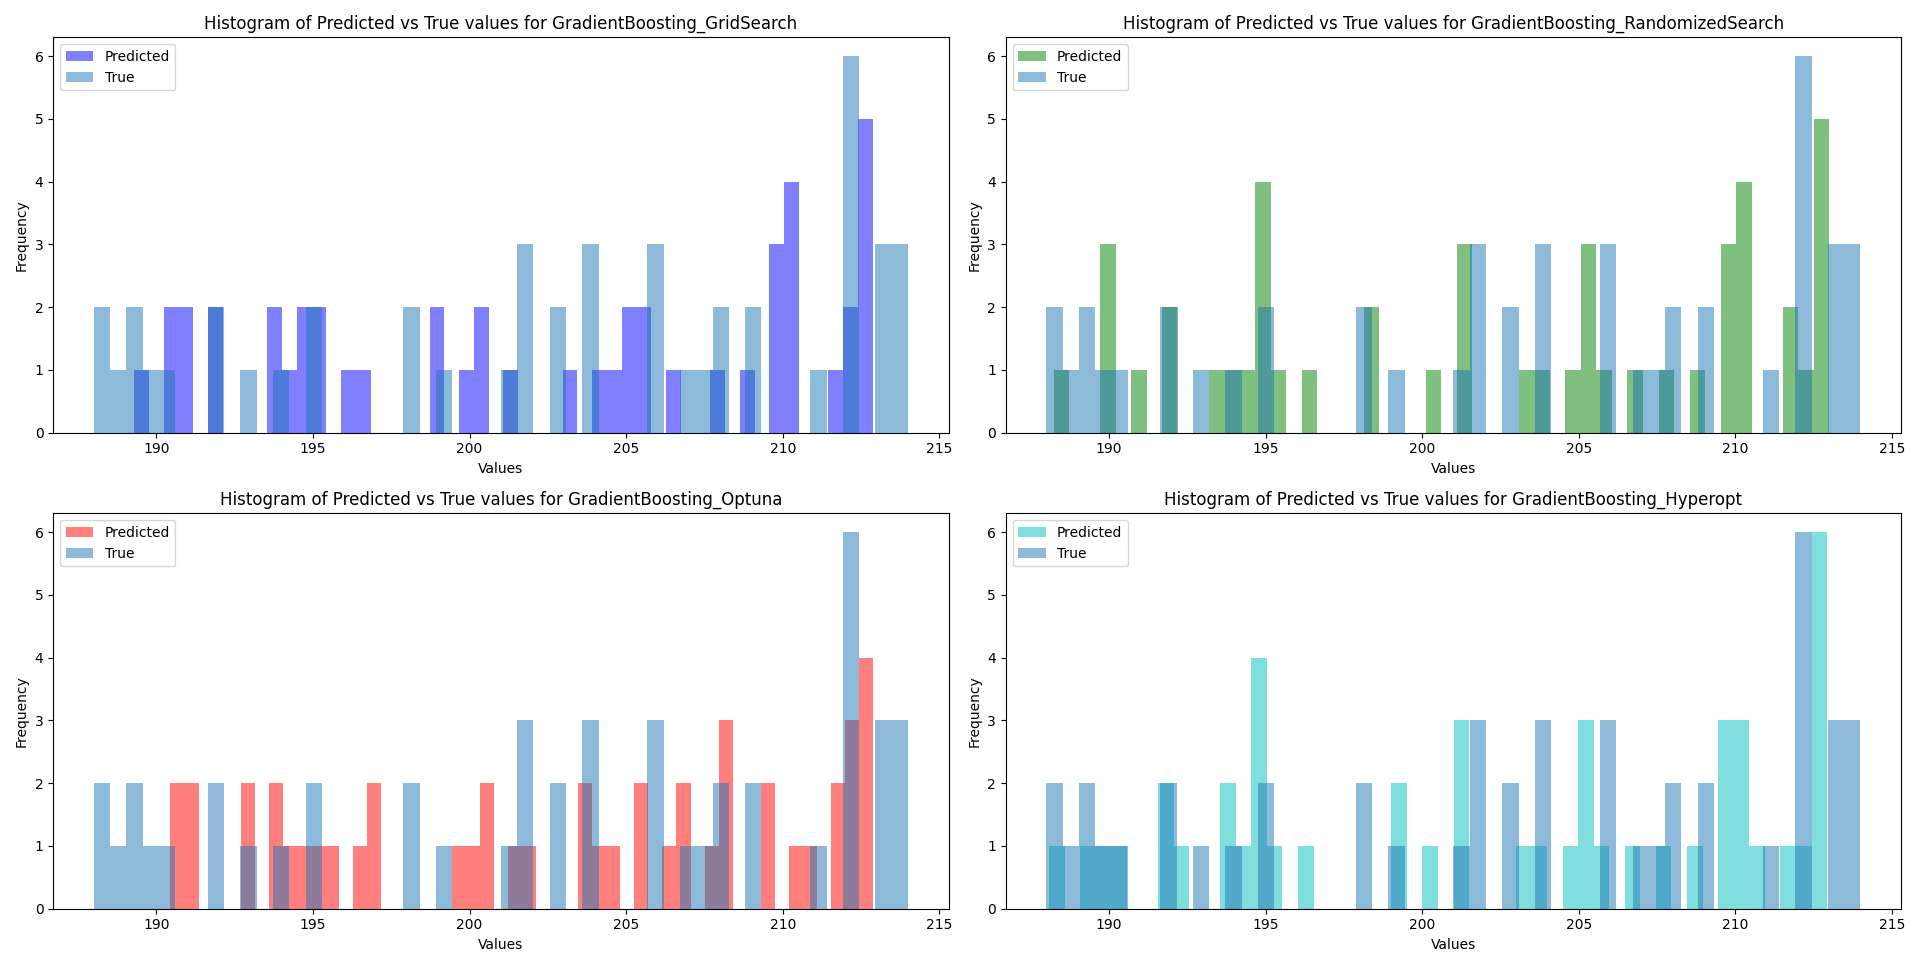 Histogram of Predicted vs True values for GradientBoosting_GridSearch
Predicted
True
Frequency
6
5
4
3
2
1
0
190 195 200 205 210 215
Values
Histogram of Predicted vs True values for GradientBoosting_RandomizedSearch
Predicted
True
Frequency
6
5
4
3
2
1
0
190 195 200 205 210 215
Values
Histogram of Predicted vs True values for GradientBoosting_Optuna
Predicted
True
Frequency
6
5
4
3
2
1
0
190 195 200 205 210 215
Values
Histogram of Predicted vs True values for GradientBoosting_Hyperopt
Predicted
True
Frequency
6
5
4
3
2
1
0
190 195 200 205 210 215
Values